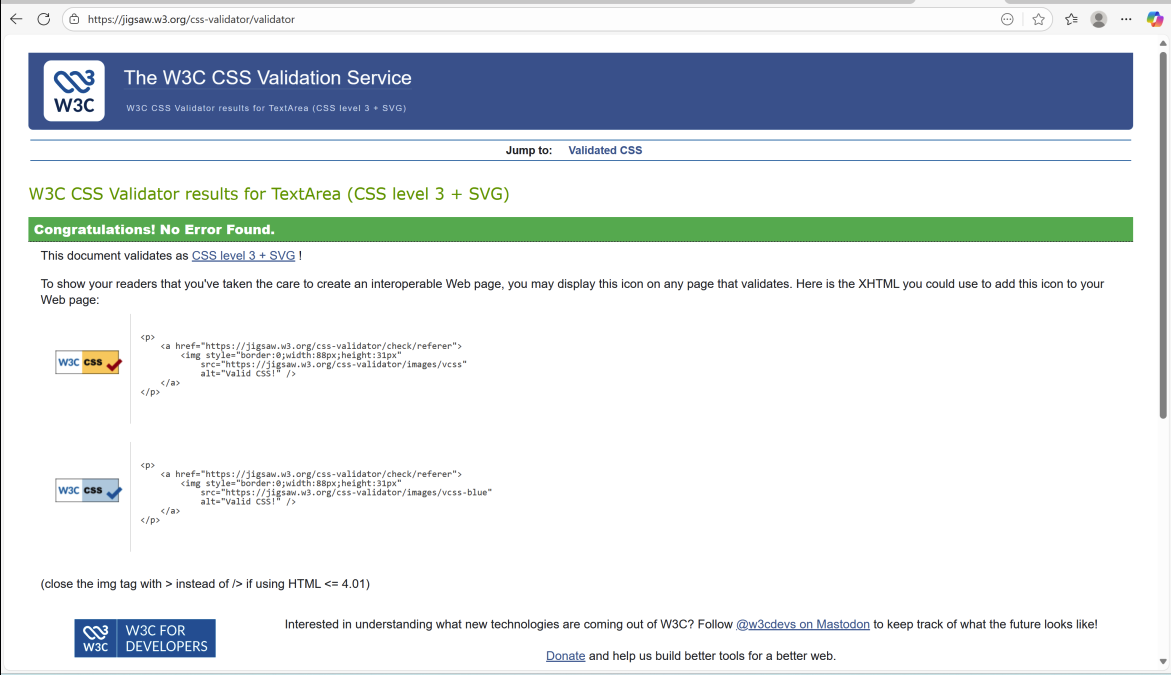 https://jigsaw.w3.org/css-validator/validator
W3C
The W3C CSS Validation Service
W3C CSS Validator results for TextArea (CSS level 3 + SVG)
Jump to: Validated CSS
W3C CSS Validator results for TextArea (CSS level 3 + SVG)
Congratulations! No Error Found.
This document validates as CSS level 3 + SVG !
To show your readers that you've taken the care to create an interoperable Web page, you may display this icon on any page that validates. Here is the XHTML you could use to add this icon to your
Web page:
W3C CSS
<p>
<a href="https://jigsaw.w3.org/css-validator/check/referer">
<img style="border:0;width:88px;height:31px"
src="https://jigsaw.w3.org/css-validator/images/vcss"
alt="Valid CSS!" />
</a>
</p>
W3C CSS
<p>
<a href="https://jigsaw.w3.org/css-validator/check/referer">
<img style="border:0;width:88px;height:31px"
src="https://jigsaw.w3.org/css-validator/images/vcss-blue"
alt="Valid CSS!" />
</a>
</p>
(close the img tag with > instead of /> if using HTML <= 4.01)
W3C
W3C FOR
DEVELOPERS
Interested in understanding what new technologies are coming out of W3C? Follow @w3cdevs on Mastodon to keep track of what the future looks like!
Donate and help us build better tools for a better web.